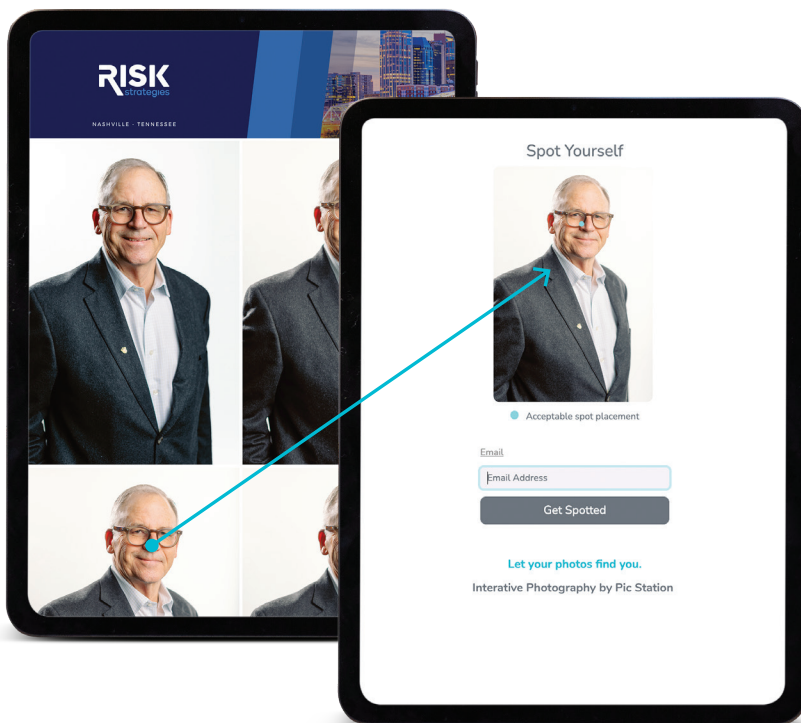 RISK
strategies
NASHVILLE - TENNESSEE
Spot Yourself
Acceptable spot placement
Email
Email Address
Get Spotted
Let your photos find you.
Interative Photography by Pic Station